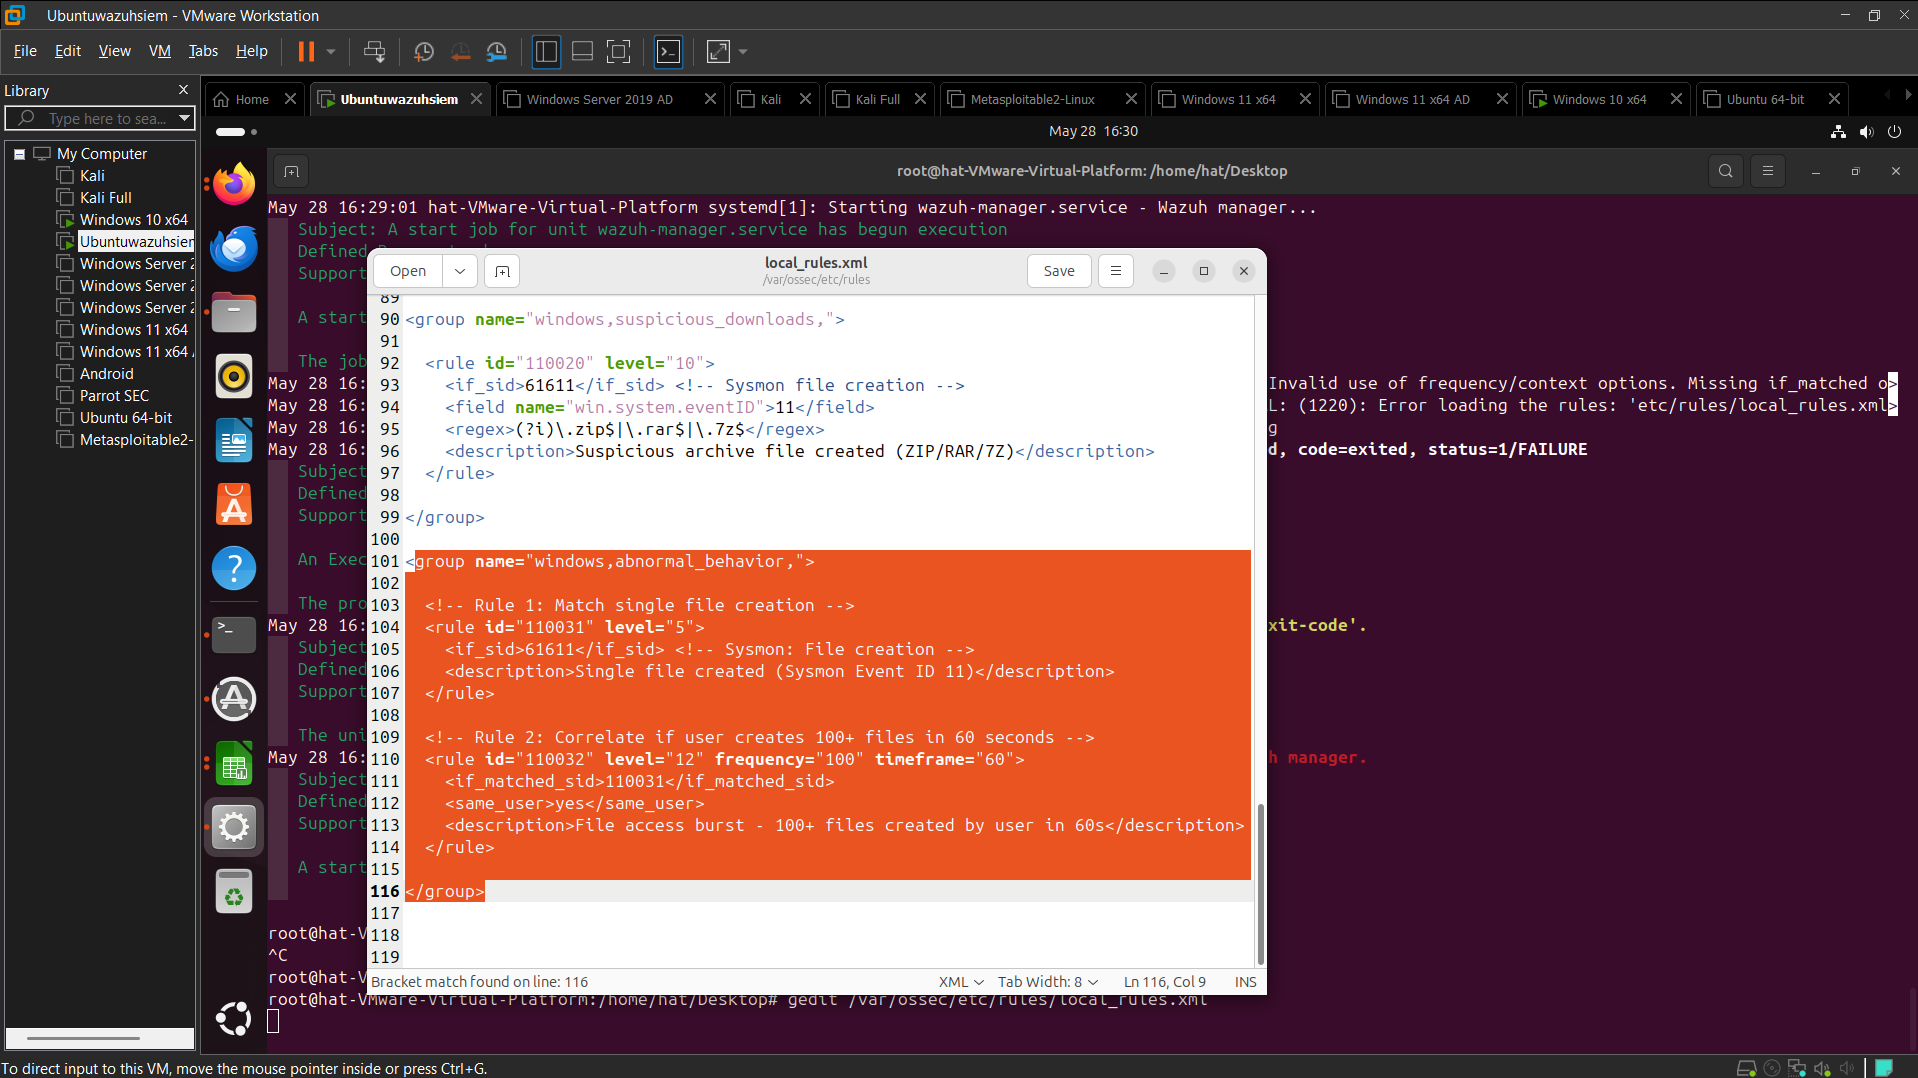 Ubuntuwazuhsiem - VMware Workstation
File Edit View VM Tabs Help
Library
Type here to sea...
My Computer
Kali
Kali Full
Windows 10 x64
Ubuntuwazuhsien
Windows Server 2
Windows Server 2
Windows Server 2
Windows 11 x64
Windows 11 x64
Android
Parrot SEC
Ubuntu 64-bit
Metasploitable2-
Home Ubuntuwazuhsiem Windows Server 2019 AD Kali Kali Full Metasploitable2-Linux Windows 11 x64 Windows 11 x64 AD Windows 10 x64 Ubuntu 64-bit
May 28 16:30
root@hat-VMware-Virtual-Platform: /home/hat/Desktop
May 28 16:29:01 hat-VMware-Virtual-Platform systemd[1]: Starting wazuh-manager.service - Wazuh manager...
Subject: A start job for unit wazuh-manager.service has begun execution
Defined
Support
A start
The job
May 28 16: Invalid use of frequency/context options. Missing if_matched o>
May 28 16: L: (1220): Error loading the rules: 'etc/rules/local_rules.xml>
May 28 16: g
May 28 16: d, code=exited, status=1/FAILURE
Subject
Defined
Support
An Exec
The pro
May 28 16: xit-code'.
Subject
Defined
Support
The uni
May 28 16: h manager.
Subject
Defined
Support
A start
root@hat-V
^C
root@hat-V
root@hat-VMware-Virtual-Platform:/home/hat/Desktop# gedit /var/ossec/etc/rules/local_rules.xml
Open
local_rules.xml
/var/ossec/etc/rules
Save
89
90 <group name="windows,suspicious_downloads,">
91
92 <rule id="110020" level="10">
93 <if_sid>61611</if_sid> <!-- Sysmon file creation -->
94 <field name="win.system.eventID">11</field>
95 <regex>(?i)\.zip$|\.rar$|\.7z$</regex>
96 <description>Suspicious archive file created (ZIP/RAR/7Z)</description>
97 </rule>
98
99 </group>
100
101 <group name="windows,abnormal_behavior,">
102
103 <!-- Rule 1: Match single file creation -->
104 <rule id="110031" level="5">
105 <if_sid>61611</if_sid> <!-- Sysmon: File creation -->
106 <description>Single file created (Sysmon Event ID 11)</description>
107 </rule>
108
109 <!-- Rule 2: Correlate if user creates 100+ files in 60 seconds -->
110 <rule id="110032" level="12" frequency="100" timeframe="60">
111 <if_matched_sid>110031</if_matched_sid>
112 <same_user>yes</same_user>
113 <description>File access burst - 100+ files created by user in 60s</description>
114 </rule>
115
116 </group>
117
118
119
Bracket match found on line: 116 XML Tab Width: 8 Ln 116, Col 9 INS
To direct input to this VM, move the mouse pointer inside or press Ctrl+G.